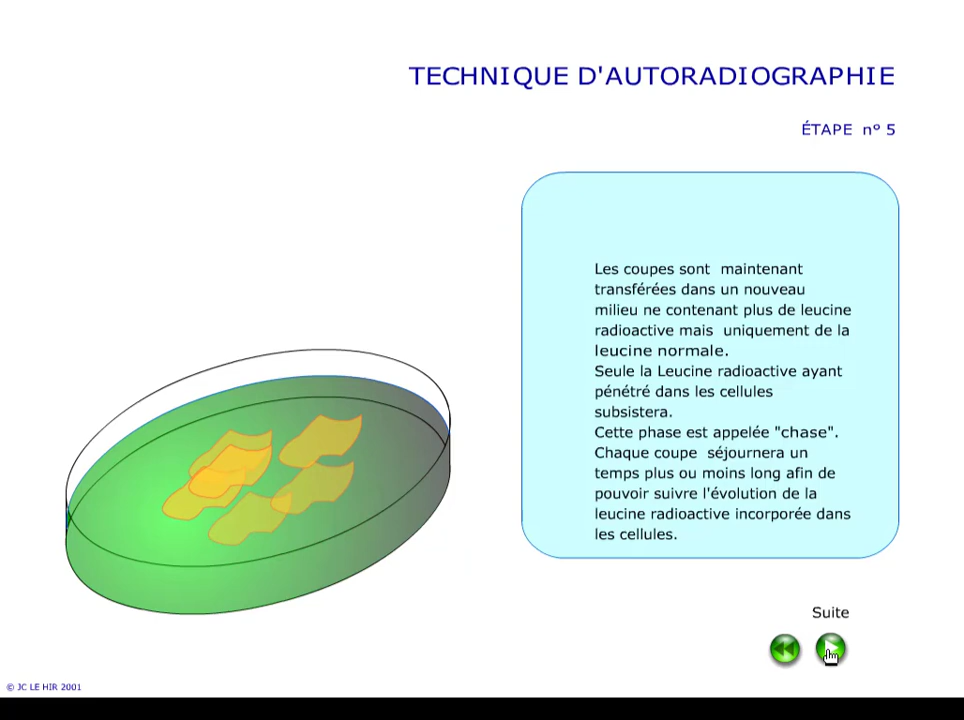 TECHNIQUE D'AUTORADIOGRAPHIE
ÉTAPE n° 5
Les coupes sont maintenant
transférées dans un nouveau
milieu ne contenant plus de leucine
radioactive mais uniquement de la
leucine normale.
Seule la Leucine radioactive ayant
pénétré dans les cellules
subsistera.
Cette phase est appelée "chase".
Chaque coupe séjournera un
temps plus ou moins long afin de
pouvoir suivre l'évolution de la
leucine radioactive incorporée dans
les cellules.
Suite
© JC LE HIR 2001